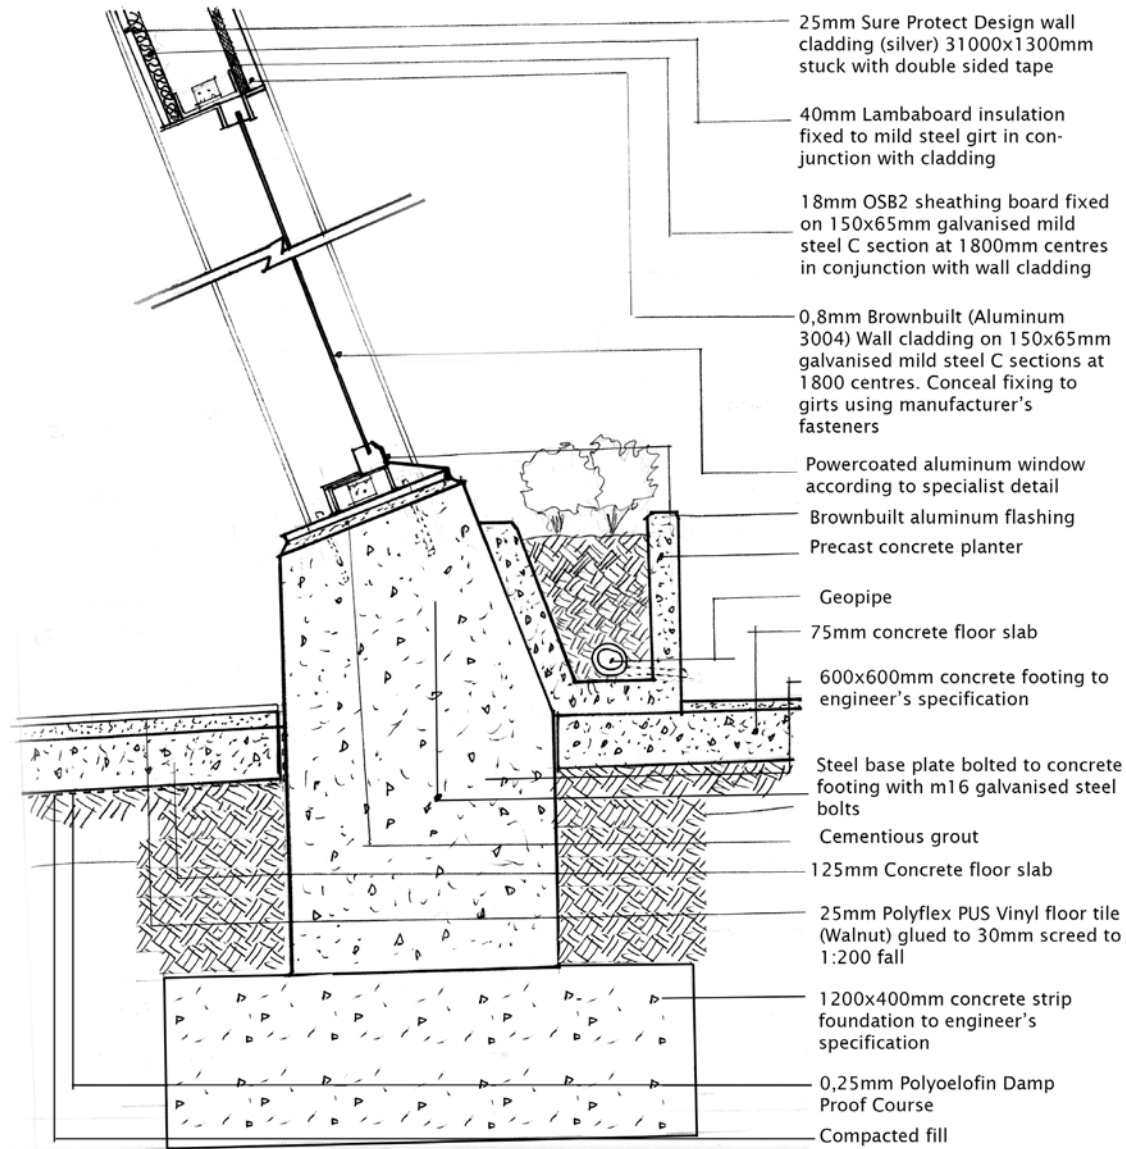 25mm Sure Protect Design wall
cladding (silver) 31000x1300mm
stuck with double sided tape
40mm Lambaboard insulation
fixed to mild steel girt in con-
junction with cladding
18mm OSB2 sheathing board fixed
on 150x65mm galvanised mild
steel C section at 1800mm centres
in conjunction with wall cladding
0,8mm Brownbuilt (Aluminum
3004) Wall cladding on 150x65mm
galvanised mild steel C sections at
1800 centres. Conceal fixing to
girts using manufacturer's
fasteners
Powercoated aluminum window
according to specialist detail
Brownbuilt aluminum flashing
Precast concrete planter
Geopipe
75mm concrete floor slab
600x600mm concrete footing to
engineer's specification
Steel base plate bolted to concrete
footing with m16 galvanised steel
bolts
Cementious grout
125mm Concrete floor slab
25mm Polyflex PUS Vinyl floor tile
(Walnut) glued to 30mm screed to
1:200 fall
1200x400mm concrete strip
foundation to engineer's
specification
0,25mm Polyoelofin Damp
Proof Course
Compacted fill